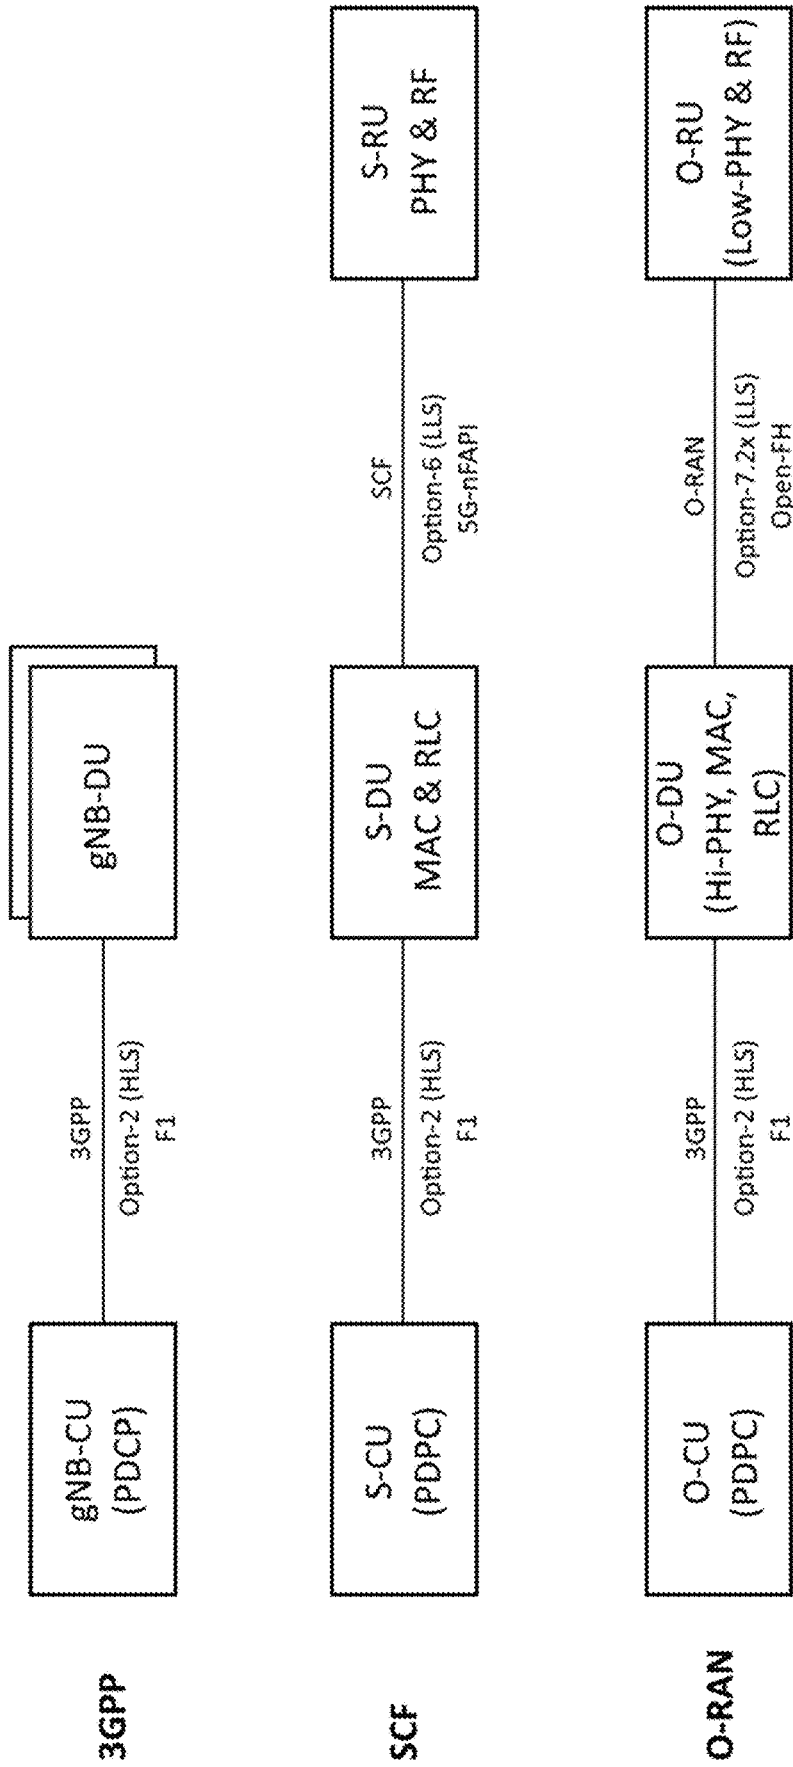 3GPP
gNB-CU
(PDCP)
3GPP
Option-2 (HLS)
F1
gNB-DU
SCF
S-CU
(PDPC)
3GPP
Option-2 (HLS)
F1
S-DU
MAC & RLC
SCF
Option-6 (LLS)
5G-nFAPI
S-RU
PHY & RF
O-RAN
O-CU
(PDPC)
3GPP
Option-2 (HLS)
F1
O-DU
(Hi-PHY, MAC,
RLC)
O-RAN
Option-7.2x (LLS)
Open-FH
O-RU
(Low-PHY & RF)